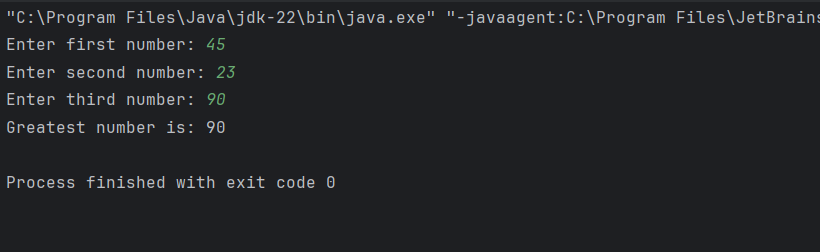 "C:\Program Files\Java\jdk-22\bin\java.exe" "-javaagent:C:\Program Files\JetBrains
Enter first number: 45
Enter second number: 23
Enter third number: 90
Greatest number is: 90
Process finished with exit code 0